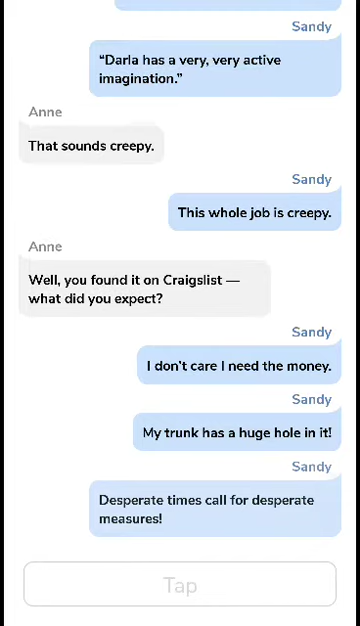 Sandy
“Darla has a very, very active
imagination.”
Anne
That sounds creepy.
Sandy
This whole job is creepy.
Anne
Well, you found it on Craigslist —
what did you expect?
Sandy
I don't care I need the money.
Sandy
My trunk has a huge hole in it!
Sandy
Desperate times call for desperate
measures!
Tap